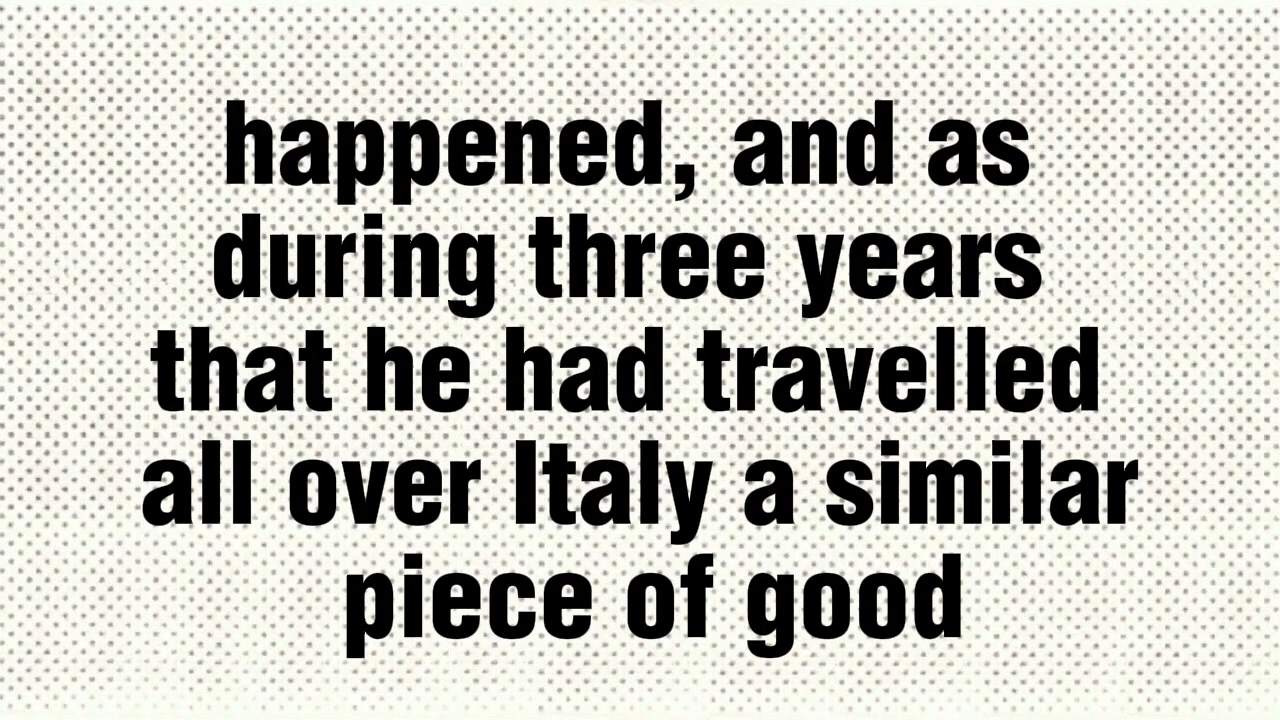 happened, and as
during three years
that he had travelled
all over Italy a similar
piece of good